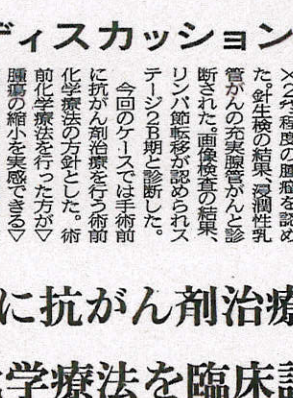 ディスカッション
×2㌢程度の腫瘤を認め
た。針生検の結果、浸潤性乳
管がんの充実腺管がんと診
断された。画像検査の結果、
リンパ節転移が認められス
テージ2B期と診断した。
今回のケースでは手術前
に抗がん剤治療を行う術前
化学療法の方針とした。術
前化学療法を行った方が▽
腫瘍の縮小を実感できる▽
に抗がん剤治療
学療法を臨床